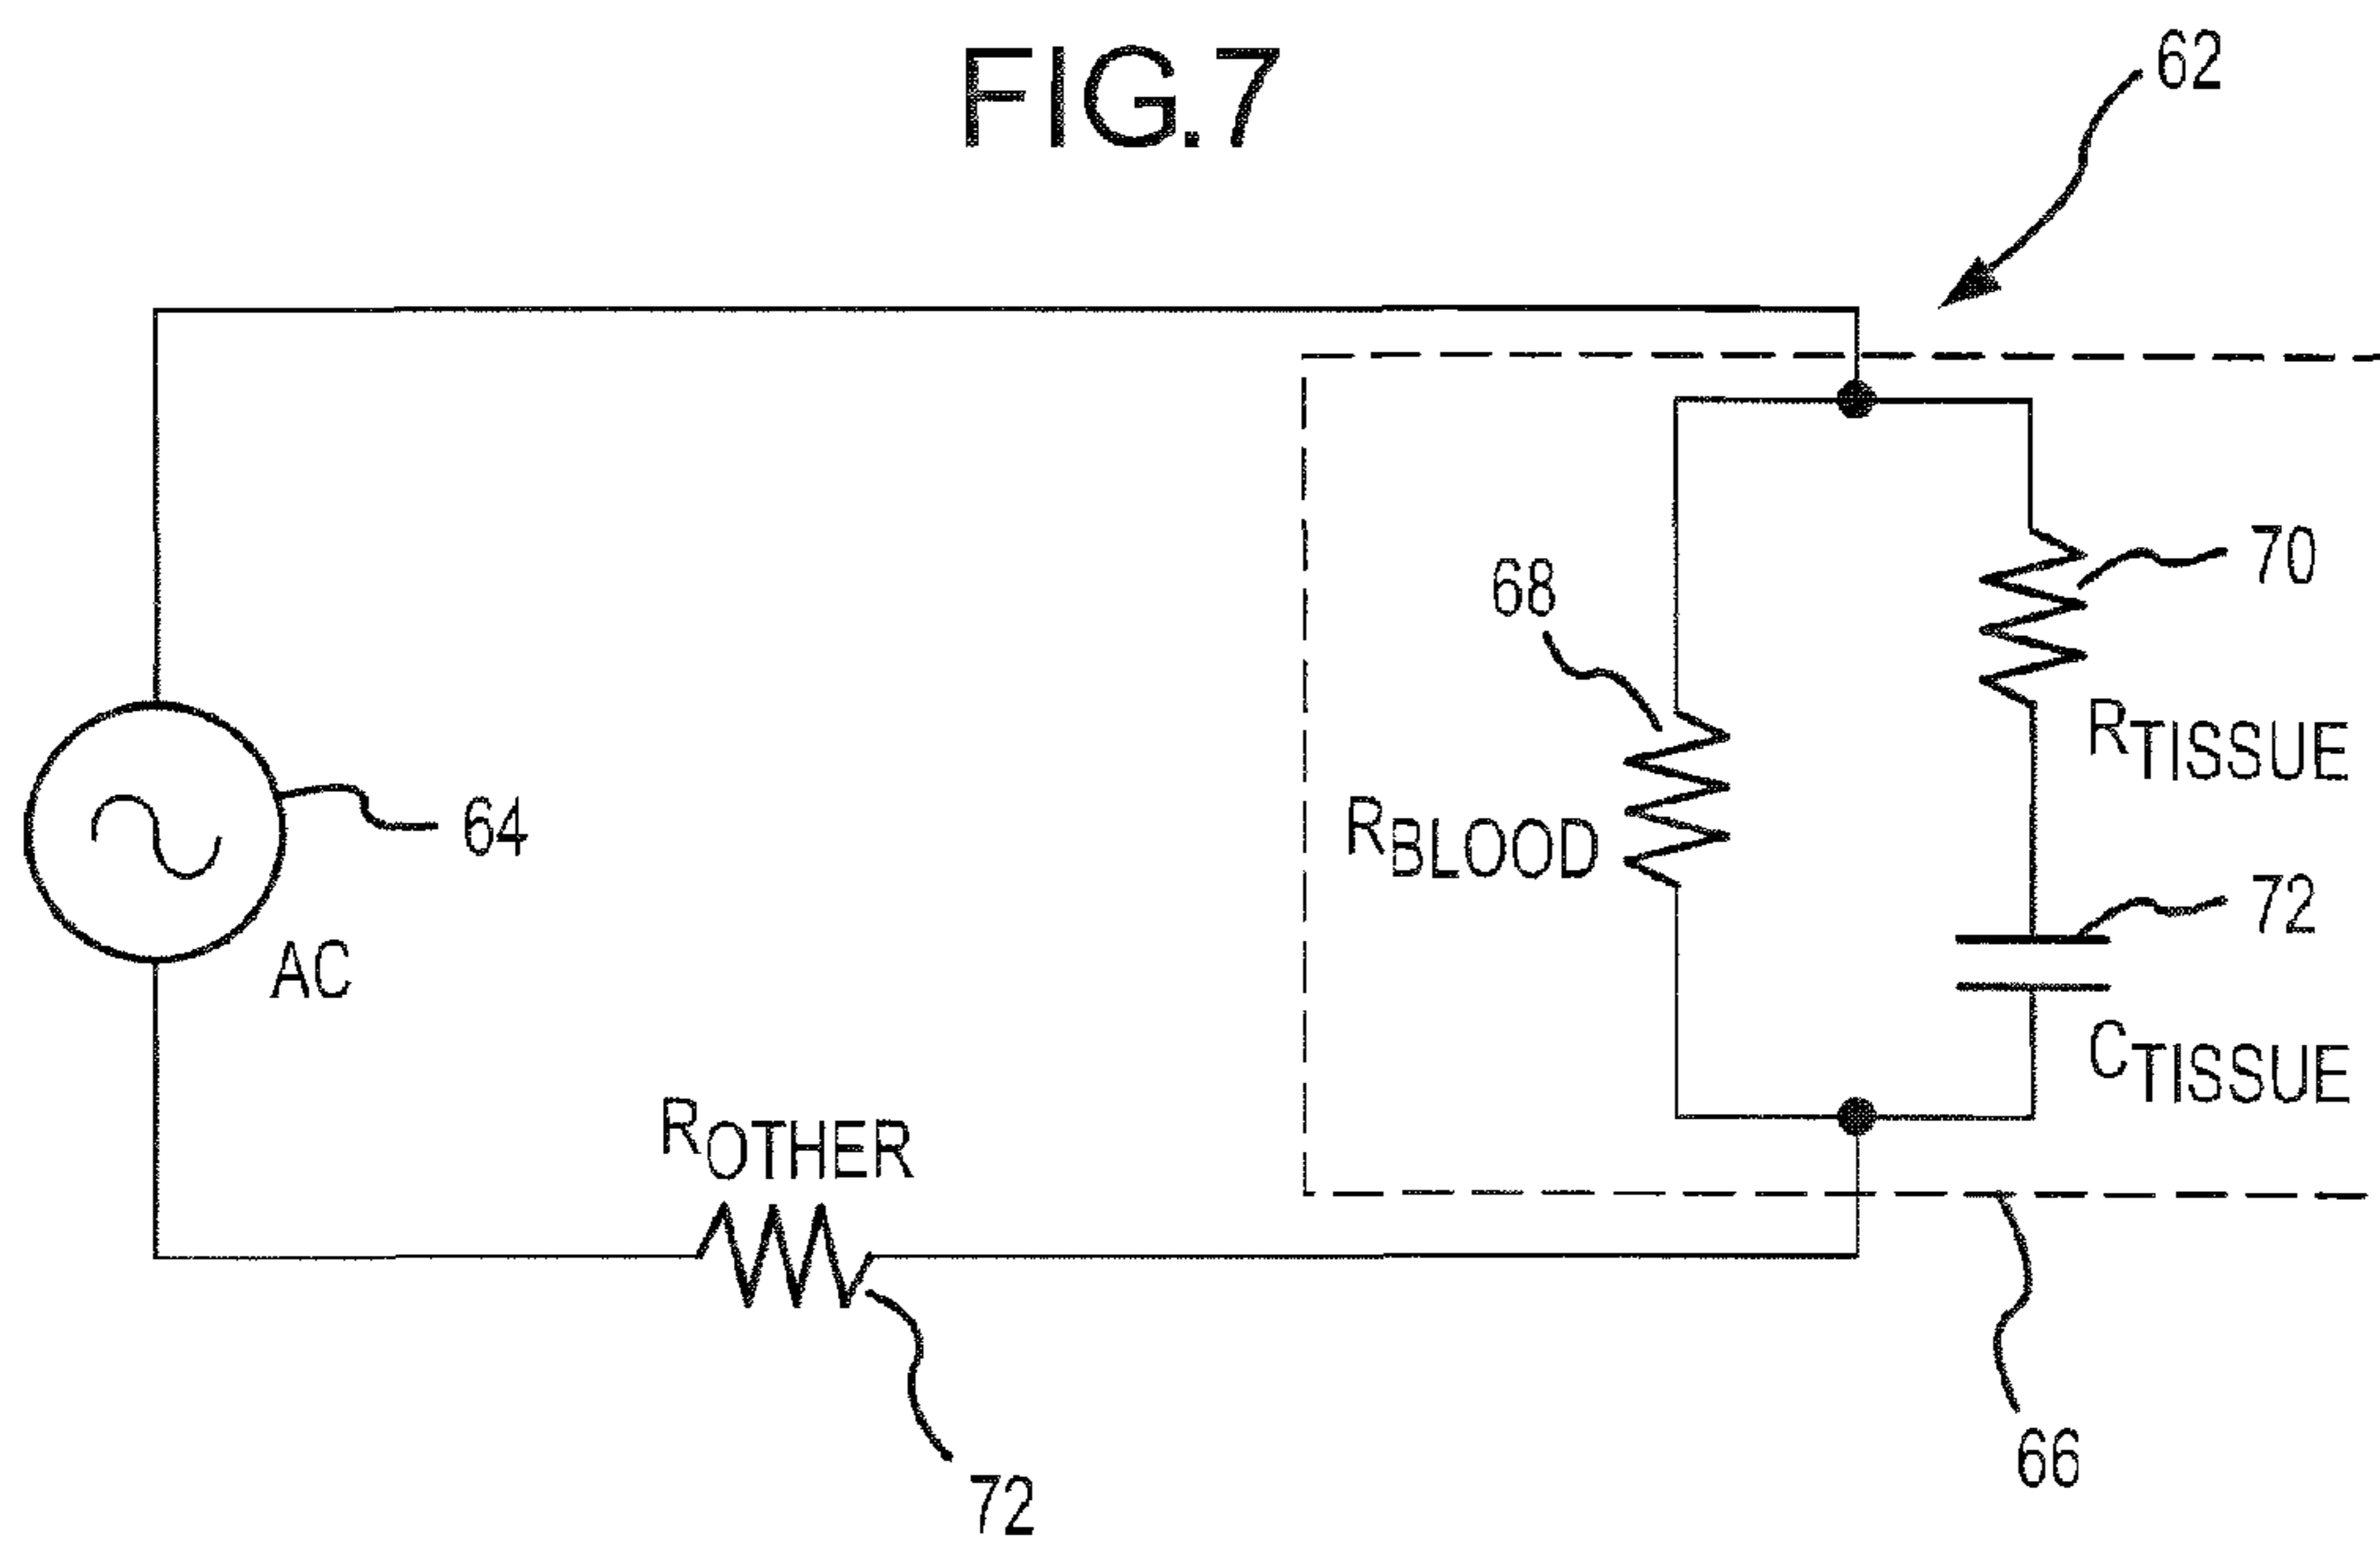 FIG.7
62
70
68
RTISSUE
RBLOOD
64
72
AC
CTISSUE
ROTHER
66
72